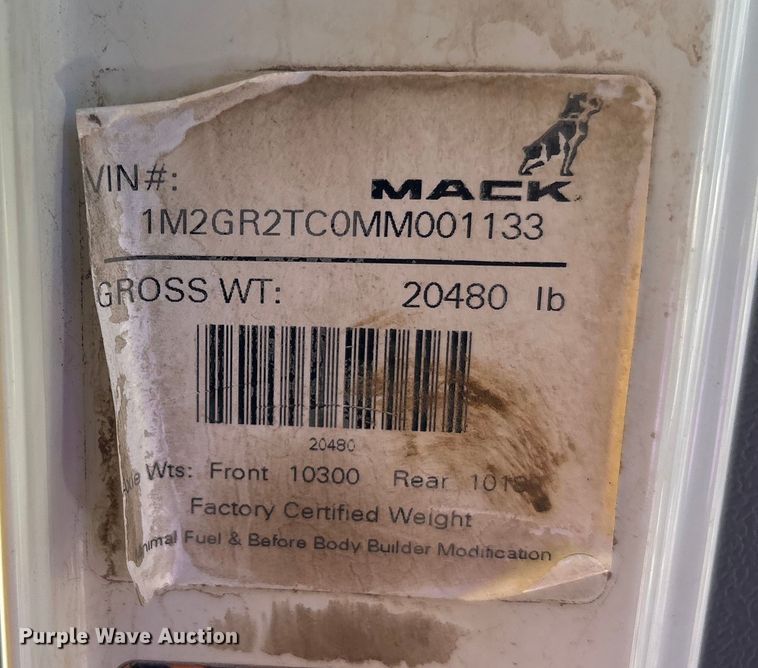 VIN#:
MACK
1M2GR2TC0MM001133
GROSS WT: 20480 lb
20480
Wts: Front 10300 Rear
Factory Certified Weight
Fuel & Before Body Builder Modification
Purple Wave Auction